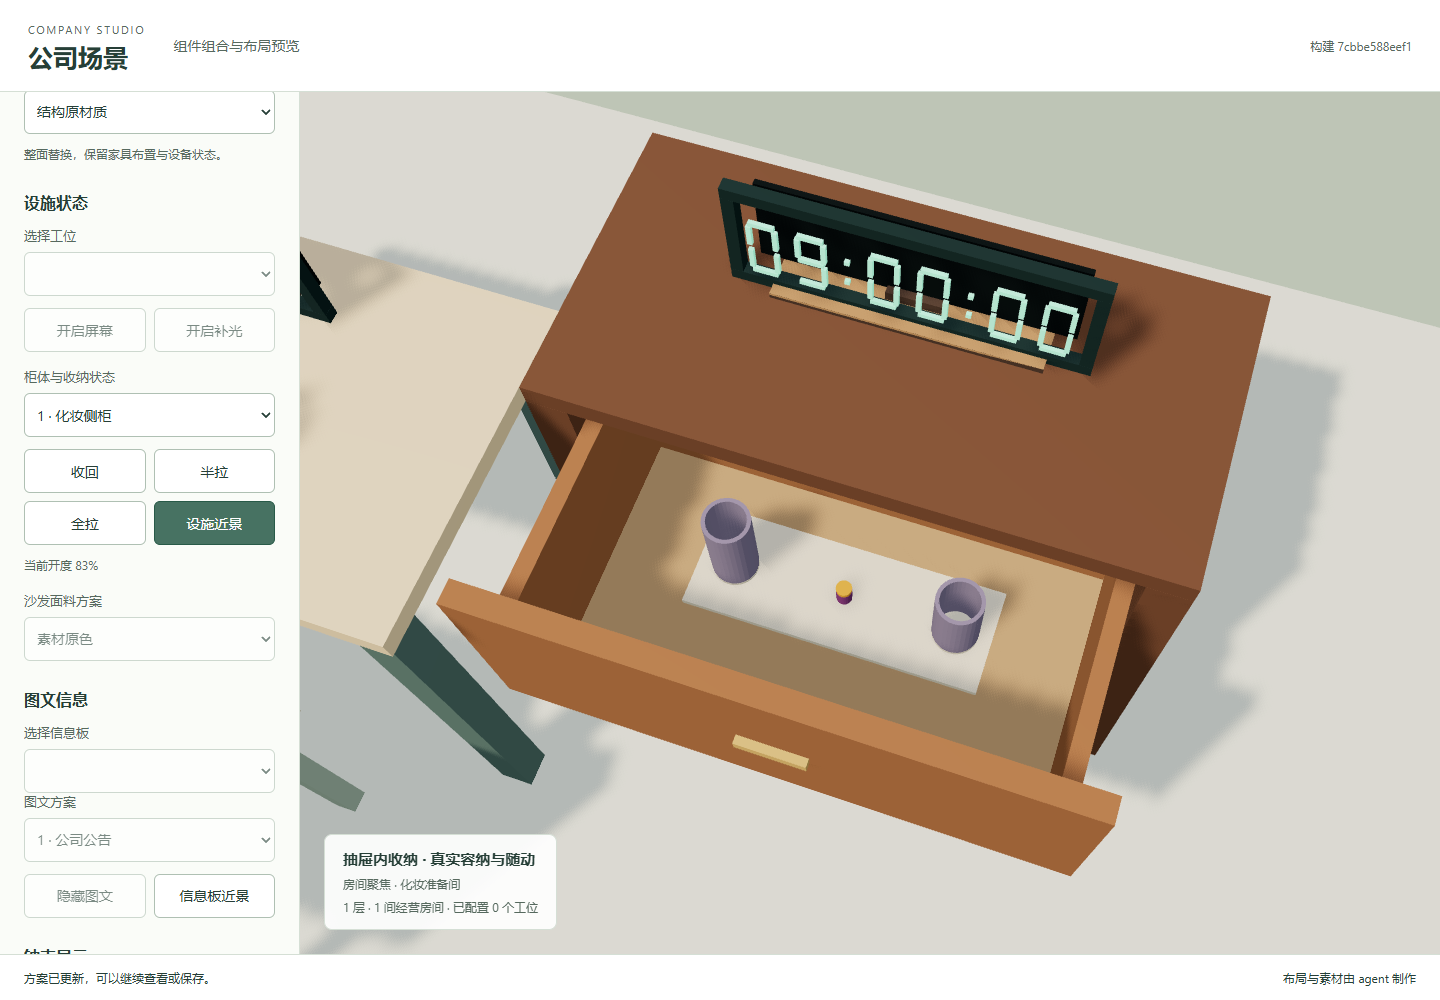 COMPANY STUDIO
公司场景
组件组合与布局预览
构建 7cbbe588eef1
结构原材质
整面替换，保留家具布置与设备状态。
设施状态
选择工位
开启屏幕
开启补光
柜体与收纳状态
1 · 化妆侧柜
收回
半拉
全拉
设施近景
当前开度 83%
沙发面料方案
素材原色
图文信息
选择信息板
图文方案
1 · 公司公告
隐藏图文
信息板近景
09:00:00
抽屉内收纳 · 真实容纳与随动
房间聚焦 · 化妆准备间
1 层 · 1 间经营房间 · 已配置 0 个工位
方案已更新，可以继续查看或保存。
布局与素材由 agent 制作